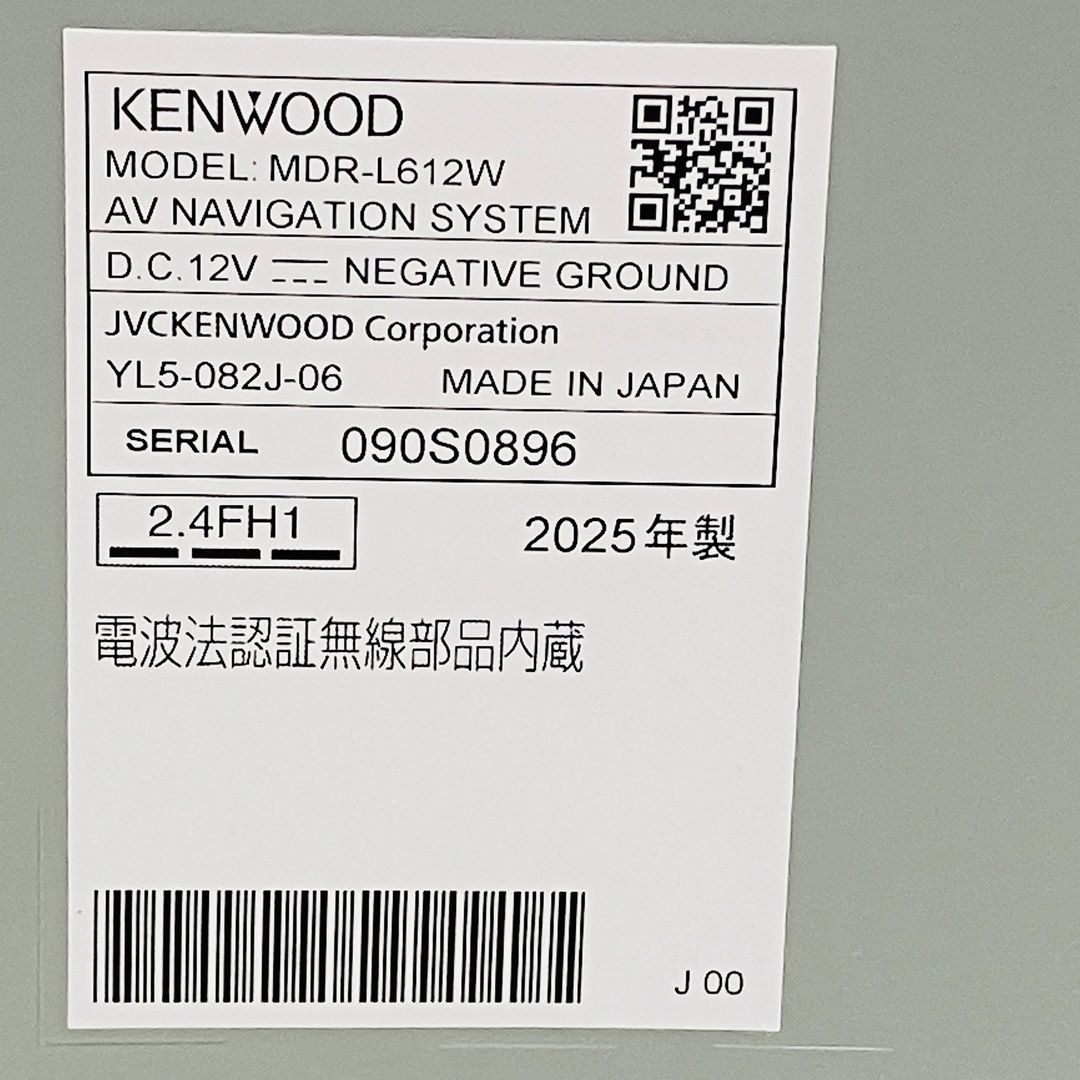 KENWOOD
MODEL: MDR-L612W
AV NAVIGATION SYSTEM
D.C.12V NEGATIVE GROUND
JVCKENWOOD Corporation
YL5-082J-06 MADE IN JAPAN
SERIAL 090S0896
2.4FH1 2025年製
電波法認証無線部品内蔵
J 00